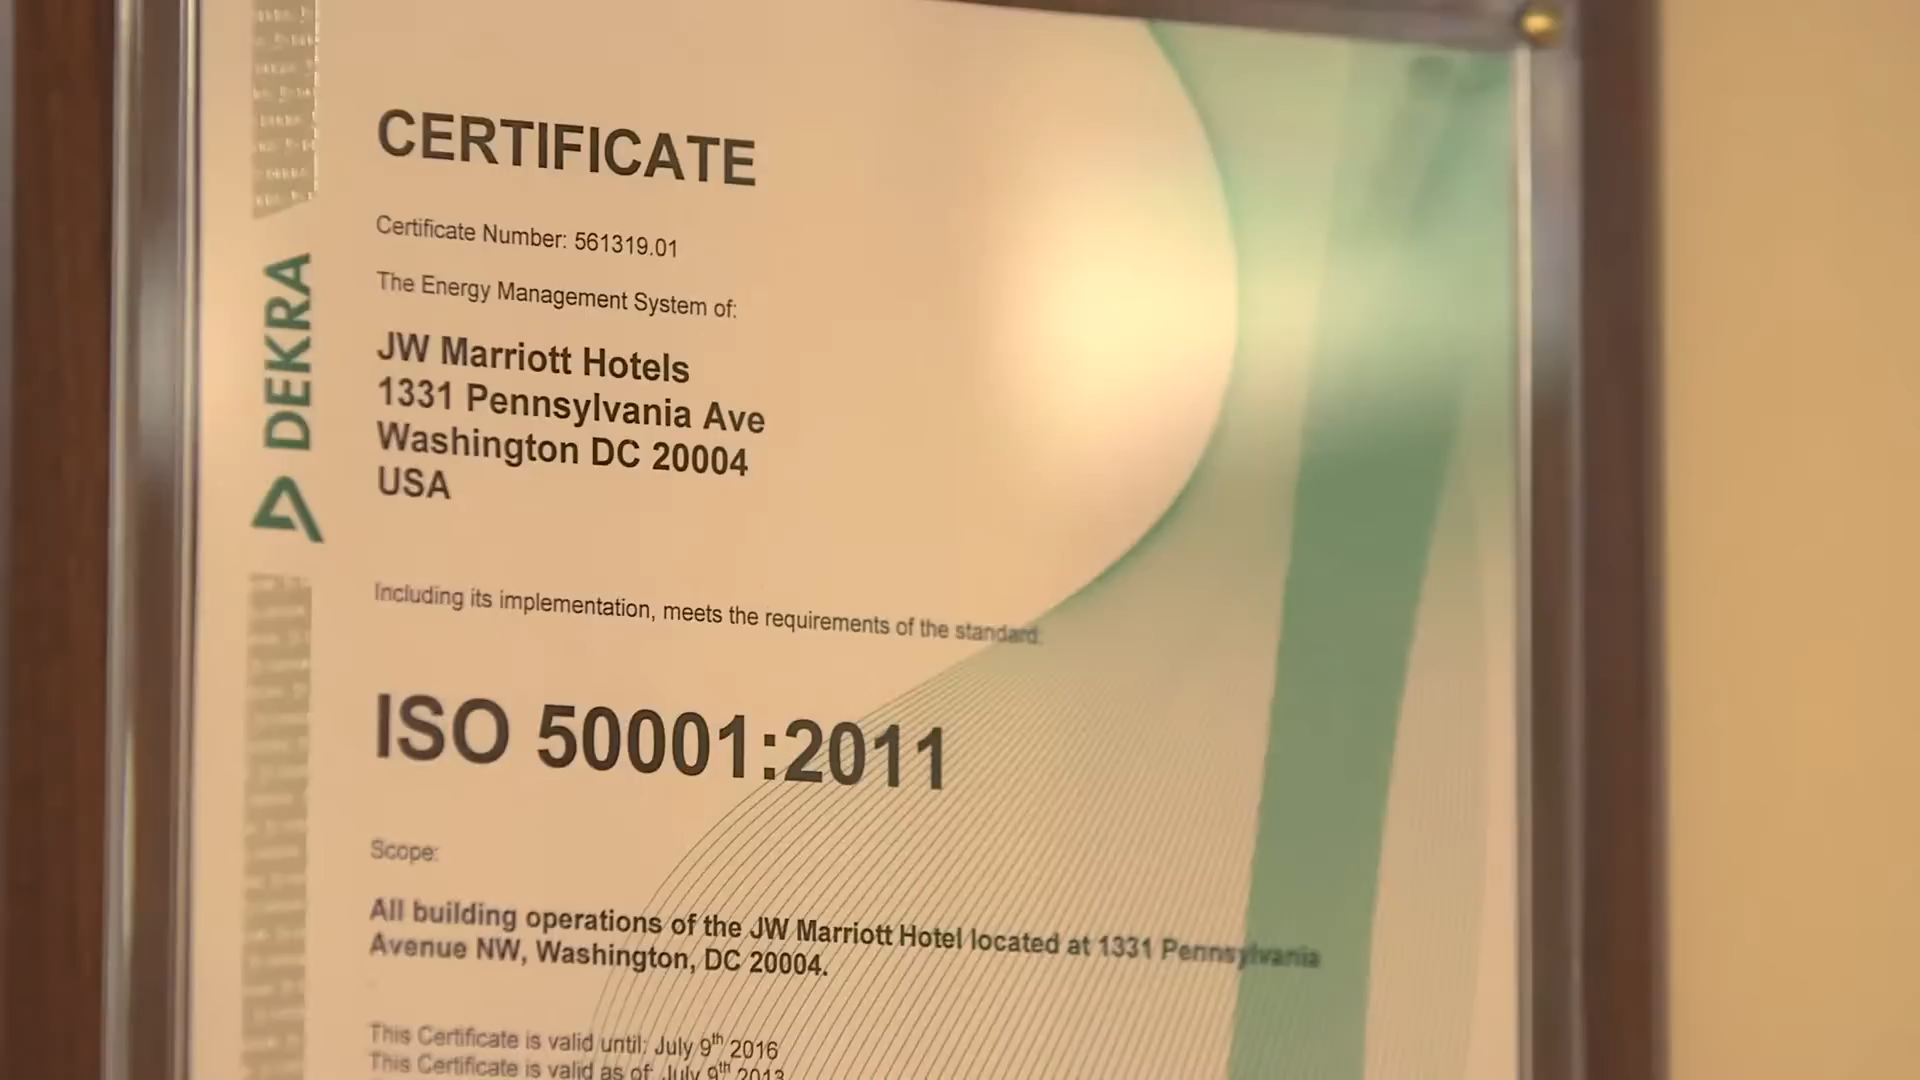 DEKRA
CERTIFICATE
Certificate Number: 561319.01
The Energy Management System of:
JW Marriott Hotels
1331 Pennsylvania Ave
Washington DC 20004
USA
Including its implementation, meets the requirements of the standard:
ISO 50001:2011
Scope:
All building operations of the JW Marriott Hotel located at 1331 Pennsylvania
Avenue NW, Washington, DC 20004.
This Certificate is valid until: July 9th 2016
This Certificate is valid as of: July 9th 2013